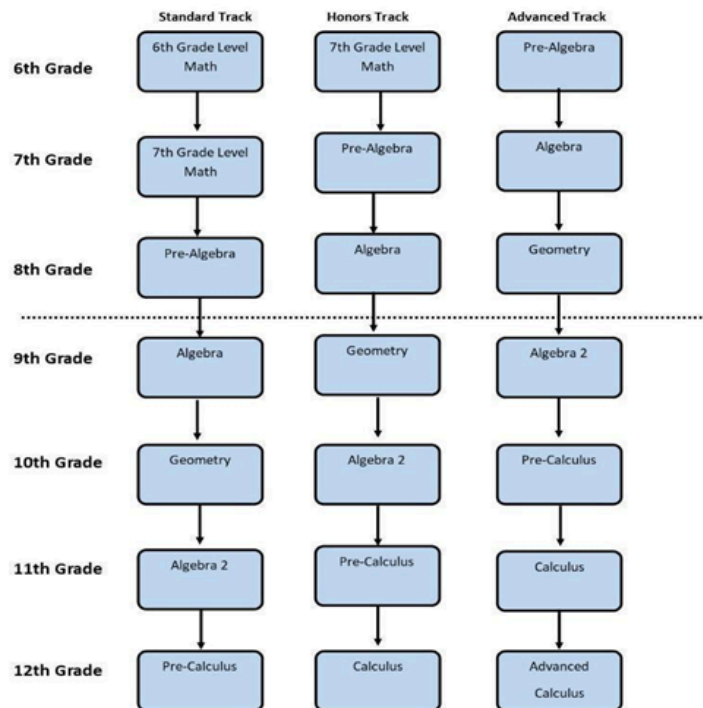 Standard Track Honors Track Advanced Track
6th Grade
6th Grade Level
Math
7th Grade Level
Math
Pre-Algebra
7th Grade
7th Grade Level
Math
Pre-Algebra
Algebra
8th Grade
Pre-Algebra
Algebra
Geometry
9th Grade
Algebra
Geometry
Algebra 2
10th Grade
Geometry
Algebra 2
Pre-Calculus
11th Grade
Algebra 2
Pre-Calculus
Calculus
12th Grade
Pre-Calculus
Calculus
Advanced
Calculus